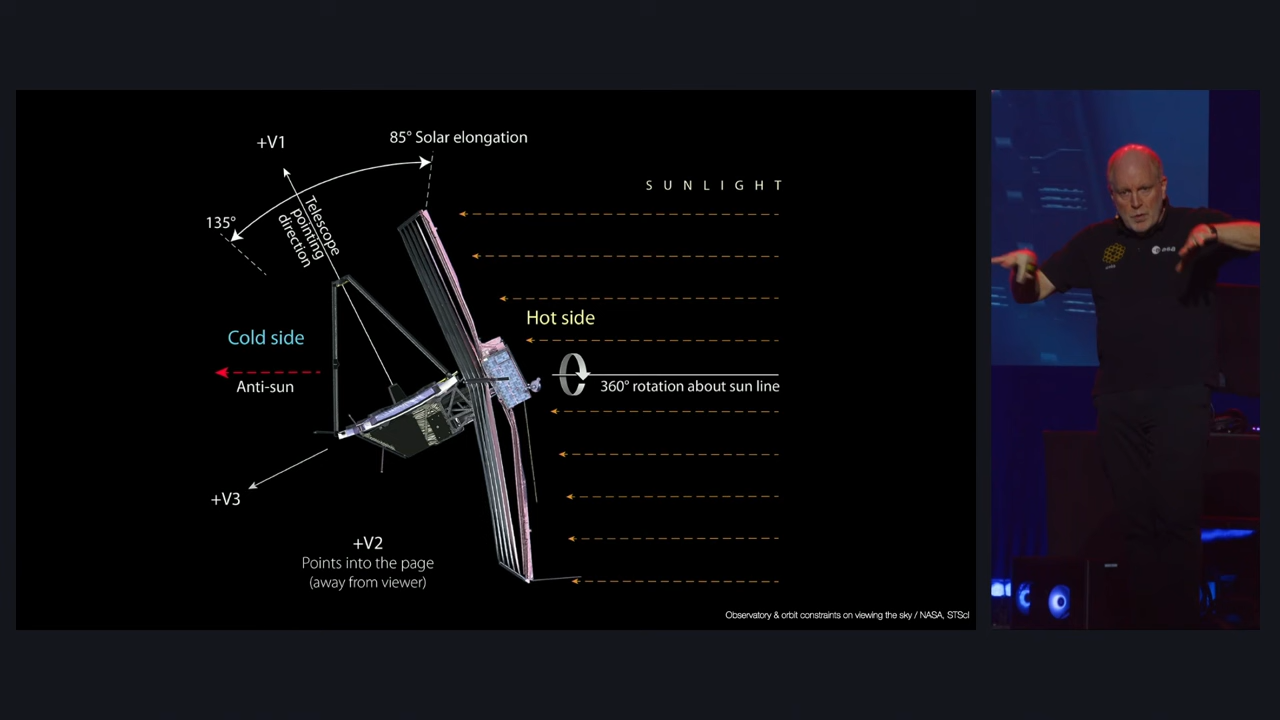 +V1
85° Solar elongation
SUNLIGHT
135°
Telescope
pointing
direction
Hot side
Cold side
Anti-sun
360° rotation about sun line
+V3
+V2
Points into the page
(away from viewer)
Observatory & orbit constraints on viewing the sky / NASA, STScI
esa